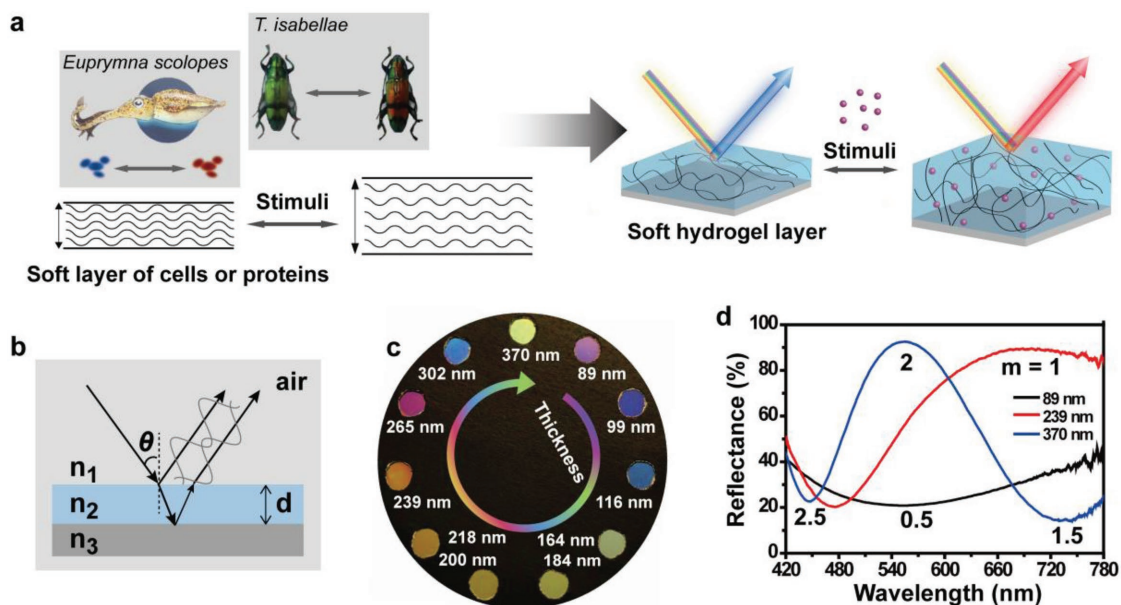 a
Euprymna scolopes
T. isabellae
Stimuli
Soft layer of cells or proteins
Stimuli
Soft hydrogel layer
b
θ
air
n1
n2
d
n3
c
370 nm
89 nm
99 nm
116 nm
164 nm
184 nm
200 nm
218 nm
239 nm
265 nm
302 nm
Thickness
d
Reflectance (%)
100
80
60
40
20
0
2
m = 1
89 nm
239 nm
370 nm
2.5
0.5
1.5
420 480 540 600 660 720 780
Wavelength (nm)